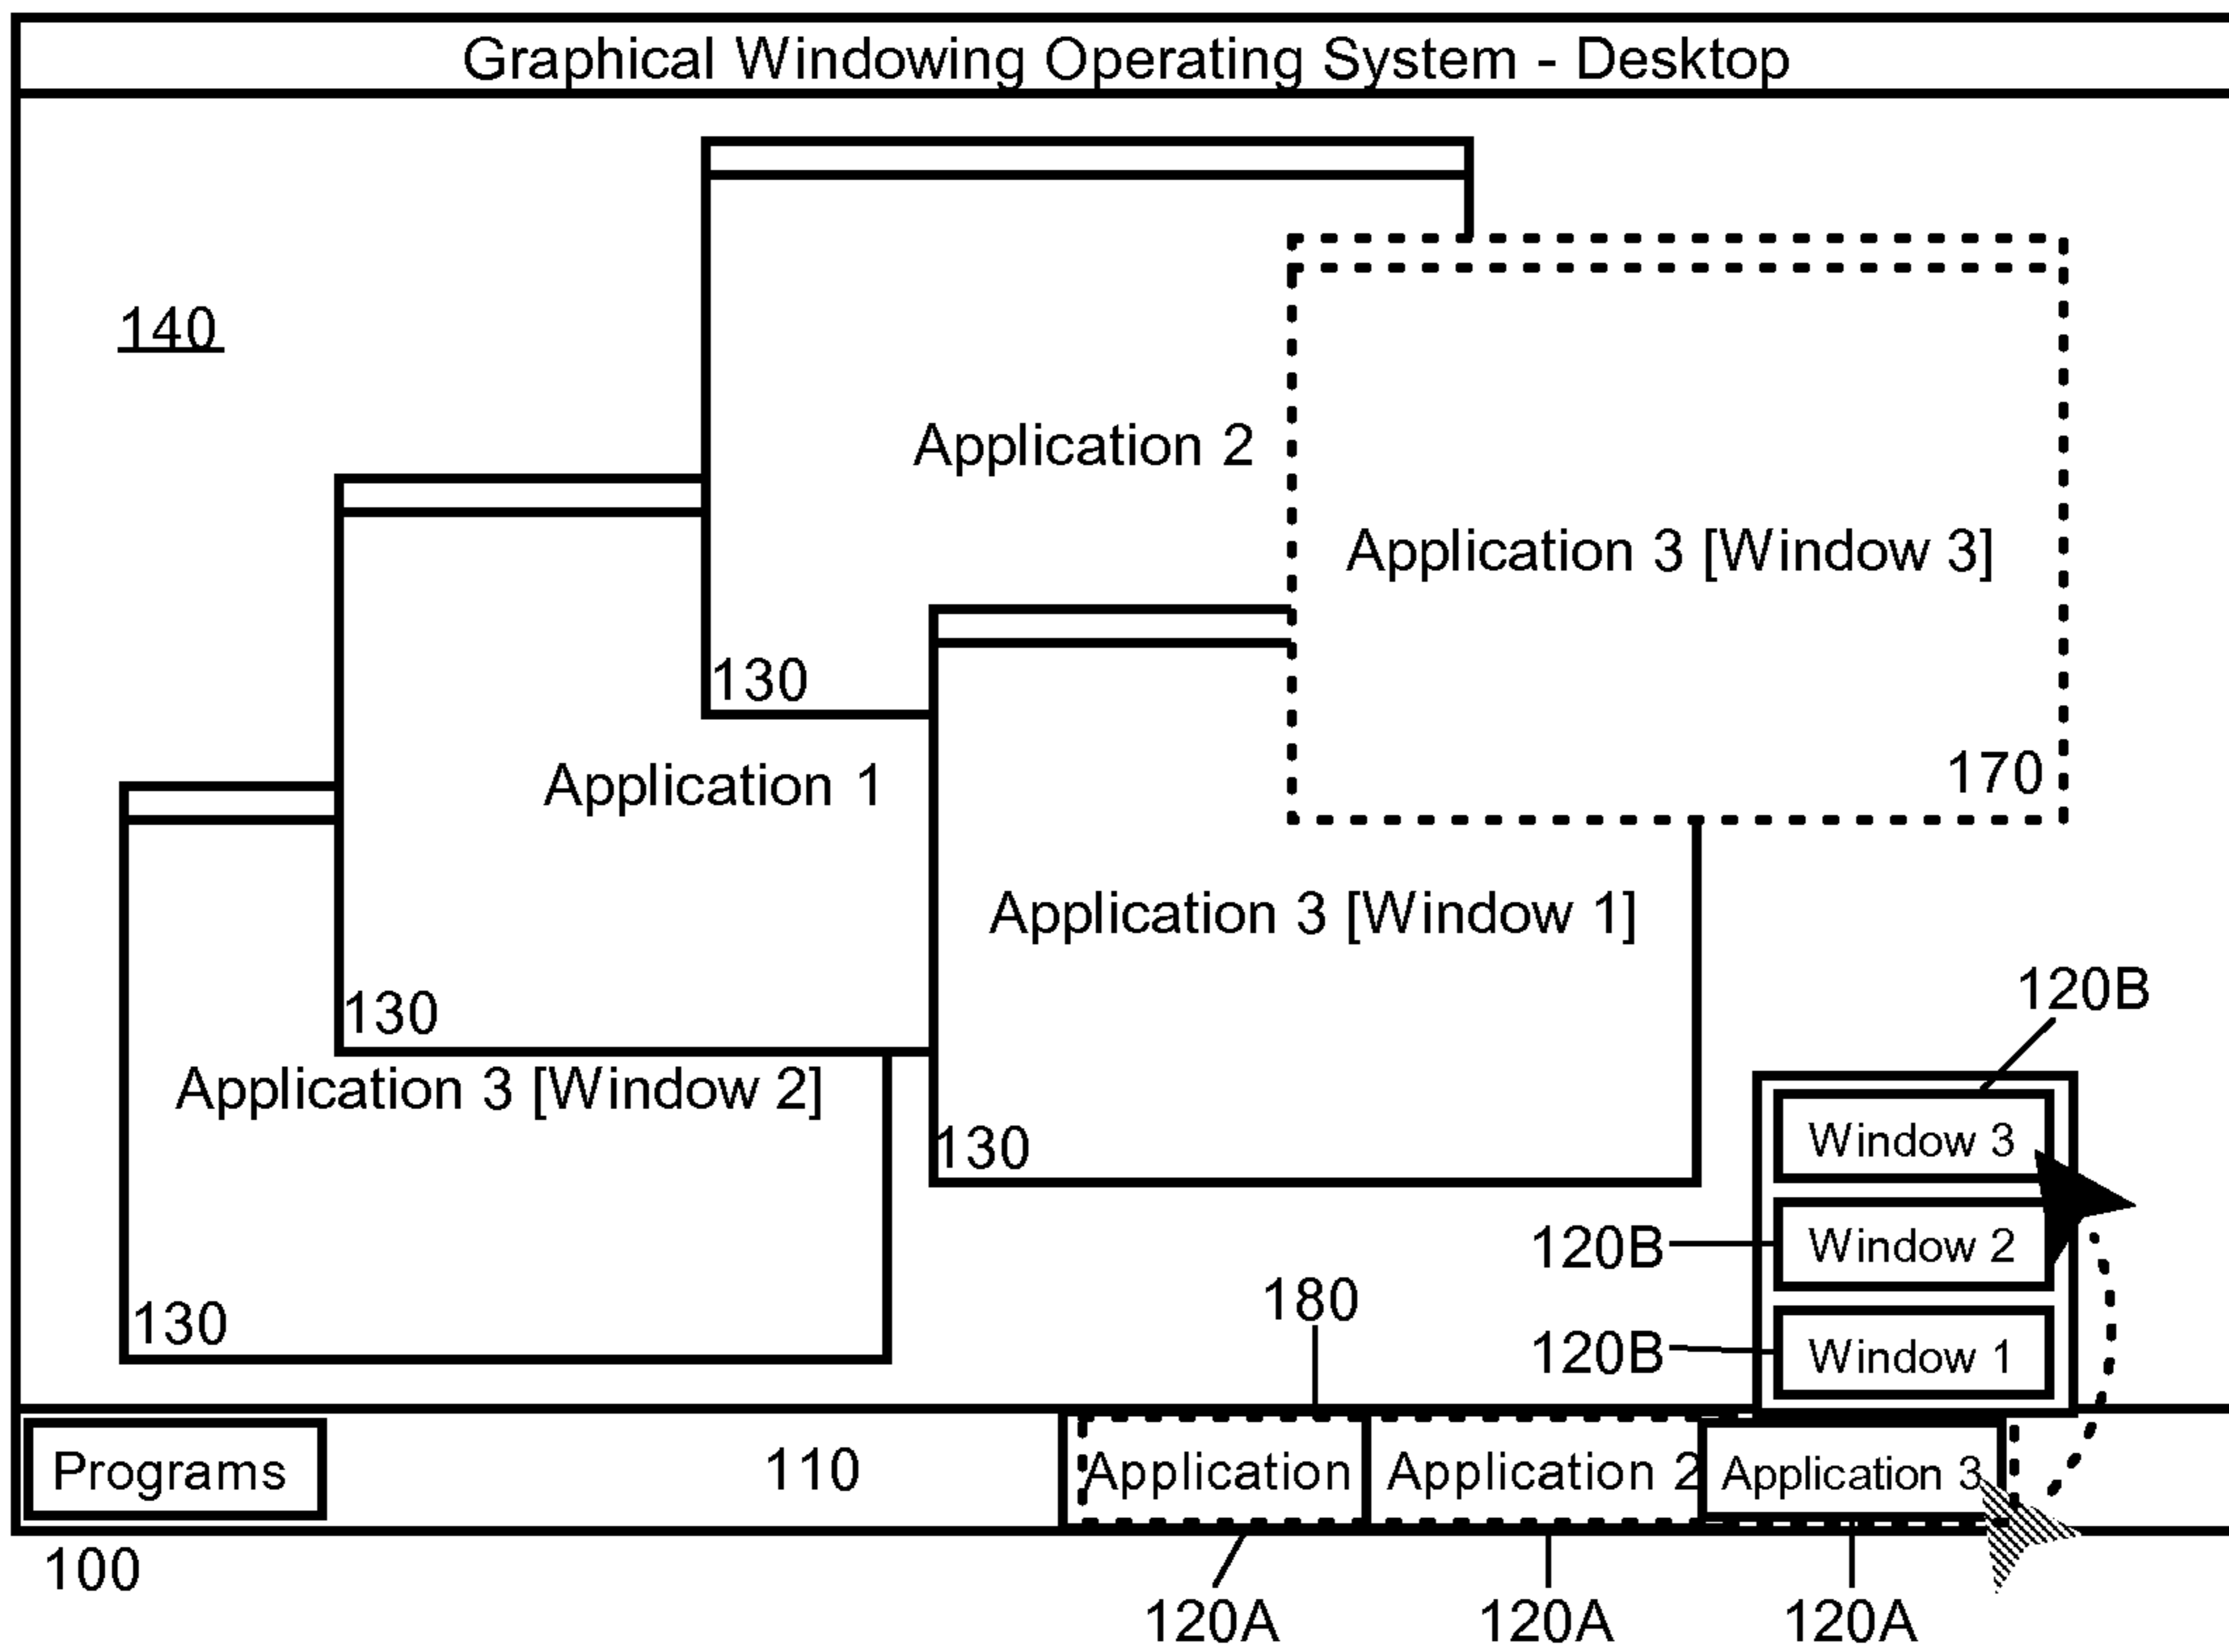 Graphical Windowing Operating System - Desktop
140
Application 2
Application 3 [Window 3]
130
170
Application 1
Application 3 [Window 1]
120B
130
Application 3 [Window 2]
Window 3
130
120B
Window 2
180
130
120B
Window 1
Programs
110
Application
Application 2
Application 3
100
120A
120A
120A